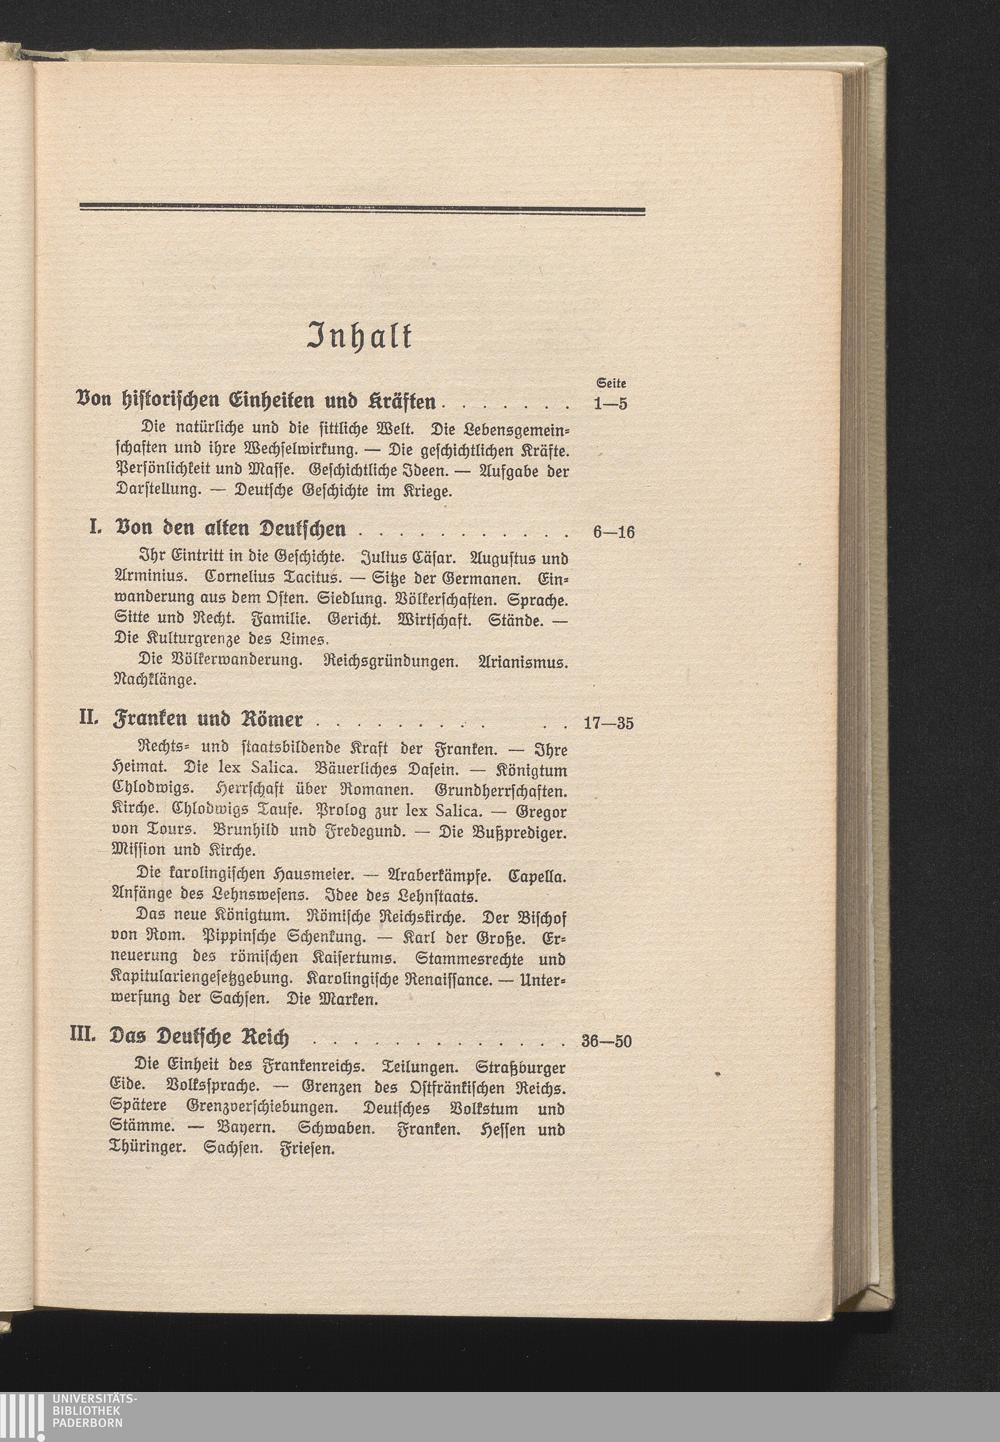 Inhalt
Seite
Von historischen Einheiten und Kräften . . . . . . . 1—5
Die natürliche und die sittliche Welt. Die Lebensgemein-
schaften und ihre Wechselwirkung. — Die geschichtlichen Kräfte.
Persönlichkeit und Masse. Geschichtliche Ideen. — Aufgabe der
Darstellung. — Deutsche Geschichte im Kriege.
I. Von den alten Deutschen . . . . . . . . . . . 6—16
Ihr Eintritt in die Geschichte. Julius Cäsar. Augustus und
Arminius. Cornelius Tacitus. — Sitze der Germanen. Ein-
wanderung aus dem Osten. Siedlung. Völkerschaften. Sprache.
Sitte und Recht. Familie. Gericht. Wirtschaft. Stände. —
Die Kulturgrenze des Limes.
Die Völkerwanderung. Reichsgründungen. Arianismus.
Nachklänge.
II. Franken und Römer . . . . . . . . . . . 17—35
Rechts- und staatsbildende Kraft der Franken. — Ihre
Heimat. Die lex Salica. Bäuerliches Dasein. — Königtum
Chlodwigs. Herrschaft über Romanen. Grundherrschaften.
Kirche. Chlodwigs Taufe. Prolog zur lex Salica. — Gregor
von Tours. Brunhild und Fredegund. — Die Bußprediger.
Mission und Kirche.
Die karolingischen Hausmeier. — Araberkämpfe. Capella.
Anfänge des Lehnswesens. Idee des Lehnstaats.
Das neue Königtum. Römische Reichskirche. Der Bischof
von Rom. Pippinsche Schenkung. — Karl der Große. Er-
neuerung des römischen Kaisertums. Stammesrechte und
Kapitulariengesetzgebung. Karolingische Renaissance. — Unter-
werfung der Sachsen. Die Marken.
III. Das Deutsche Reich . . . . . . . . . . . . . 36—50
Die Einheit des Frankenreichs. Teilungen. Straßburger
Eide. Volkssprache. — Grenzen des Ostfränkischen Reichs.
Spätere Grenzverschiebungen. Deutsches Volkstum und
Stämme. — Bayern. Schwaben. Franken. Hessen und
Thüringer. Sachsen. Friesen.
UNIVERSITÄTS-
BIBLIOTHEK
PADERBORN